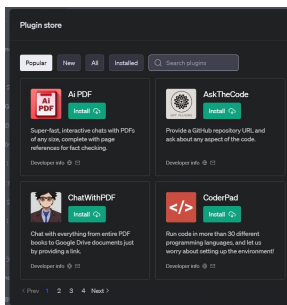 Plugin store
Popular New All Installed Search plugins
Ai PDF
AI
PDF
Install
Super-fast, interactive chats with PDFs
of any size, complete with page
references for fact checking.
Developer info
AskTheCode
Install
Provide a GitHub repository URL and
ask about any aspect of the code.
Developer info
ChatWithPDF
Install
Chat with everything from entire PDF
books to Google Drive documents just
by providing a link.
Developer info
CoderPad
</>
Install
Run code in more than 30 different
programming languages, and let us
worry about setting up the environment!
Developer info
< Prev 1 2 3 4 Next >